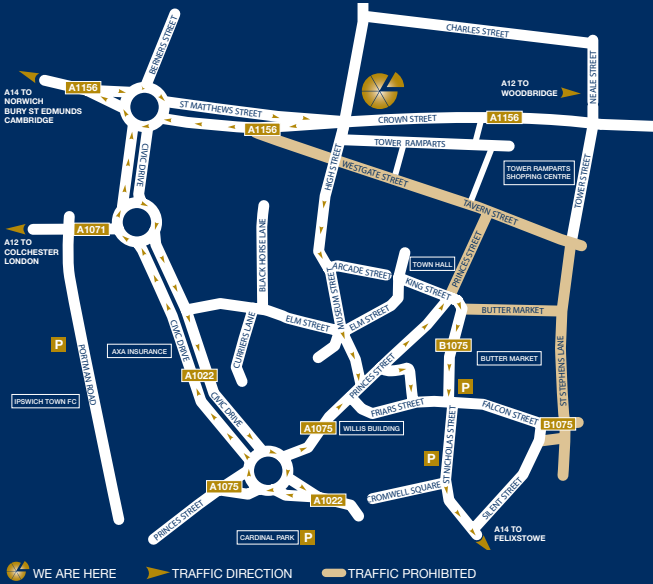 CHARLES STREET
BERNERS STREET
NEALE STREET
A14 TO
NORWICH
BURY ST EDMUNDS
CAMBRIDGE
A1156
A12 TO
WOODBRIDGE
ST MATTHEWS STREET
CROWN STREET
A1156
A1156
TOWER RAMPARTS
CIVIC DRIVE
HIGH STREET
WESTGATE STREET
TOWER RAMPARTS
SHOPPING CENTRE
TOWER STREET
TAVERN STREET
A1071
A12 TO
COLCHESTER
LONDON
BLACK HORSE LANE
PRINCES STREET
TOWN HALL
ARCADE STREET
KING STREET
MUSEUM STREET
ELM STREET
ELM STREET
BUTTER MARKET
CURRIERS LANE
CIVIC DRIVE
P
PORTMAN ROAD
AXA INSURANCE
B1075
BUTTER MARKET
ST STEPHENS LANE
A1022
PRINCES STREET
P
IPSWICH TOWN FC
CIVIC DRIVE
FRIARS STREET
FALCON STREET
A1075
WILLIS BUILDING
B1075
ST NICHOLAS STREET
P
A1075
A1022
CROMWELL SQUARE
SILENT STREET
PRINCES STREET
CARDINAL PARK
P
A14 TO
FELIXSTOWE
WE ARE HERE
TRAFFIC DIRECTION
TRAFFIC PROHIBITED